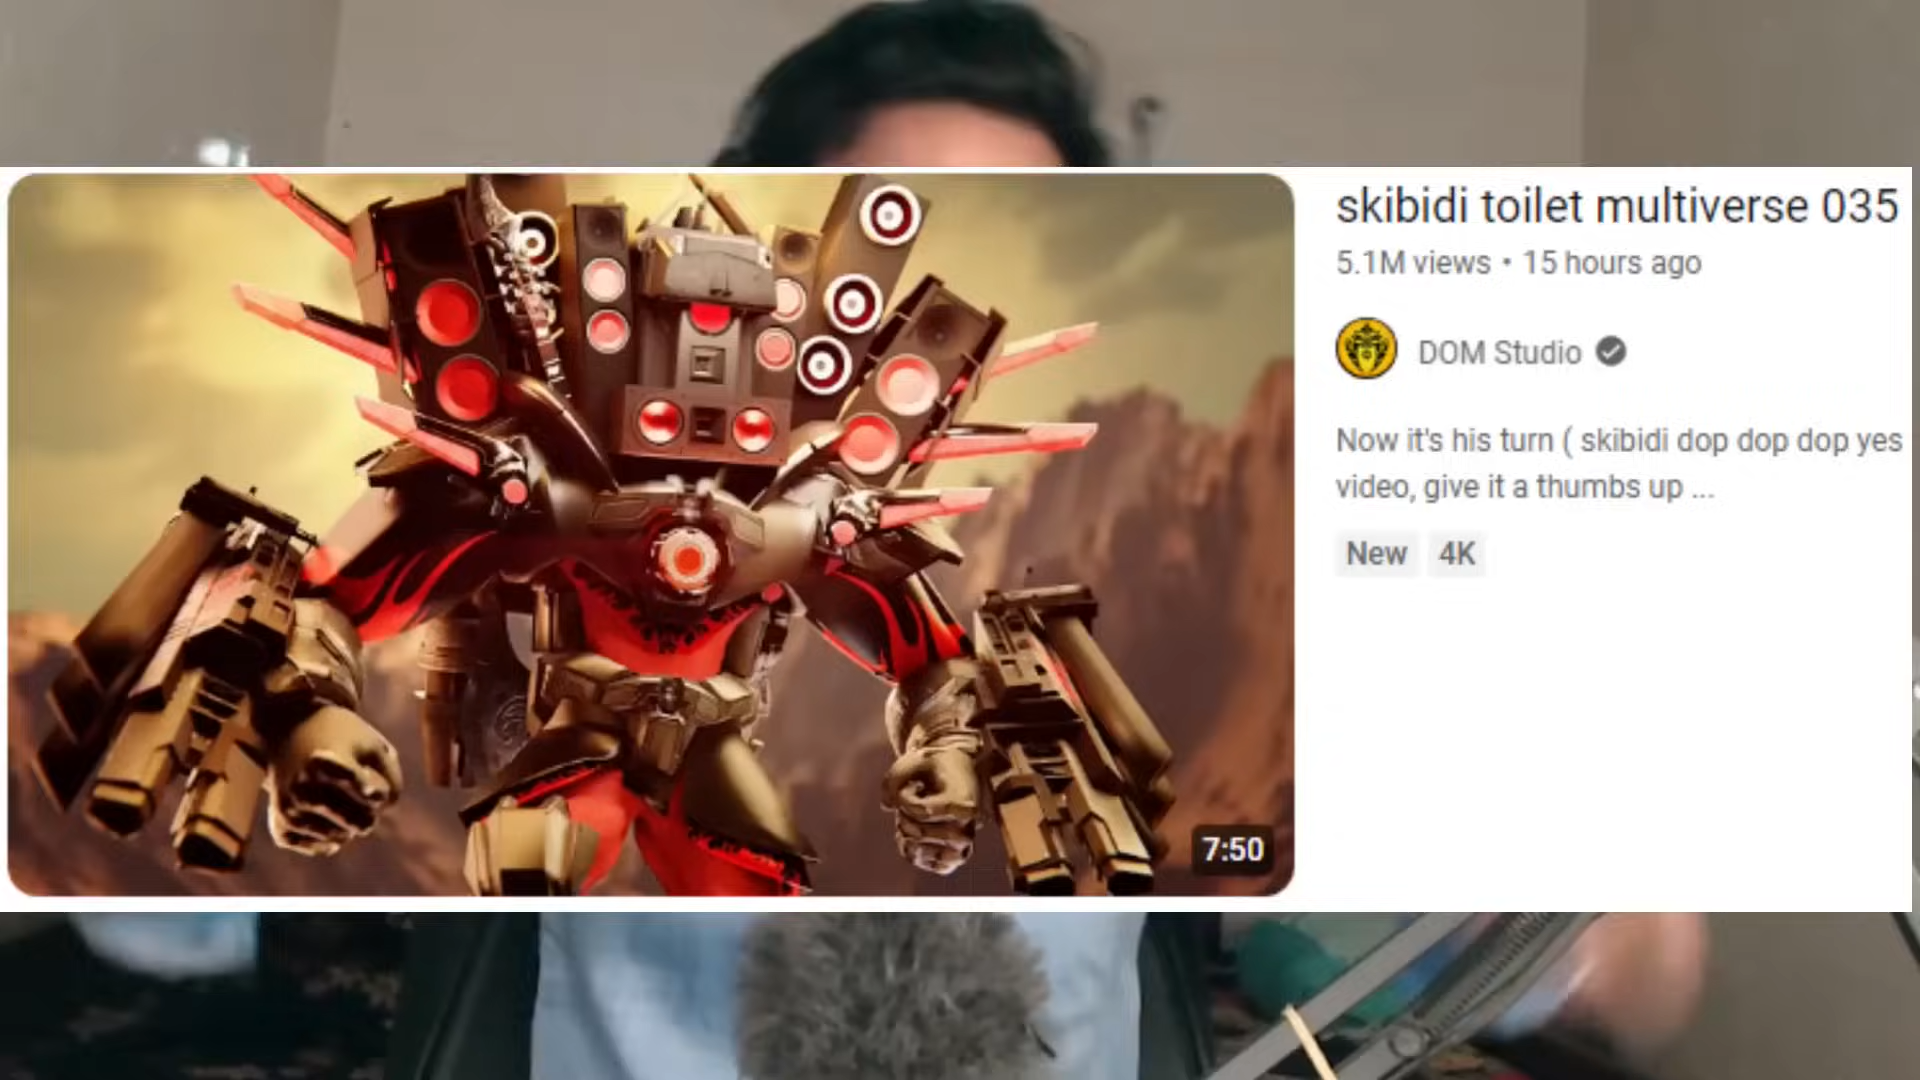 skibidi toilet multiverse 035
5.1M views • 15 hours ago
DOM Studio
Now it's his turn ( skibidi dop dop dop yes
video, give it a thumbs up ...
New 4K
7:50